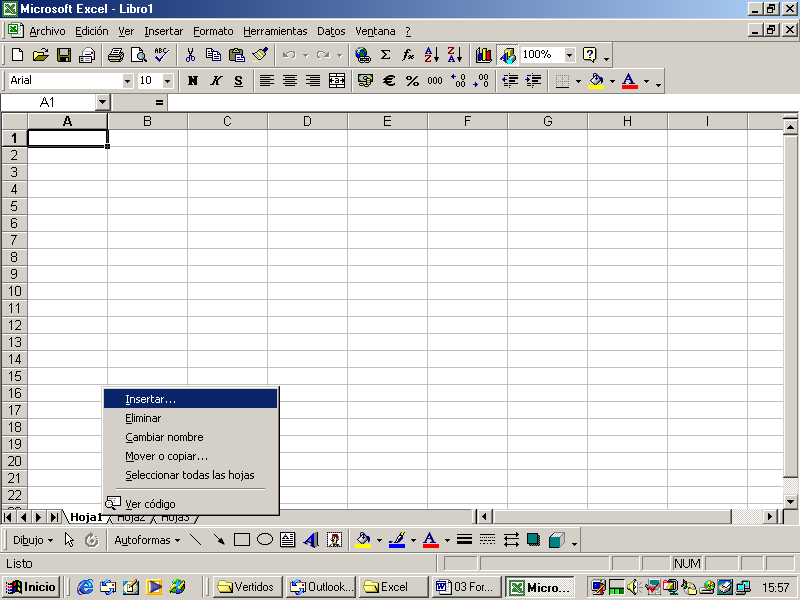 Microsoft Excel - Libro1
Archivo Edición Ver Insertar Formato Herramientas Datos Ventana ?
100%
Arial 10 N K S € % 000
A1 =
A B C D E F G H I
1
2
3
4
5
6
7
8
9
10
11
12
13
14
15
16
17
18
19
20
21
22
Insertar...
Eliminar
Cambiar nombre
Mover o copiar...
Seleccionar todas las hojas
Ver código
Hoja1 Hoja2 Hoja3
Dibujo Autoformas
Listo NUM
Inicio Vertidos Outlook... Excel 03 For... Micro... 15:57